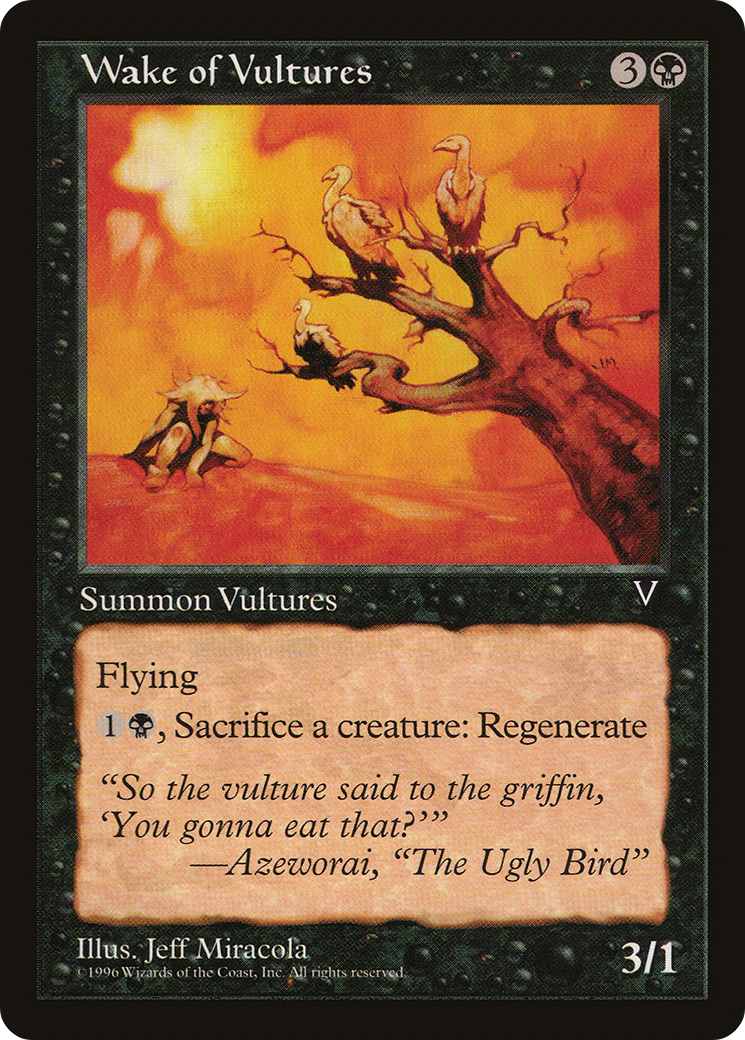 Wake of Vultures 3
JHM.
Summon Vultures V
Flying
1, Sacrifice a creature: Regenerate
“So the vulture said to the griffin,
‘You gonna eat that?’”
—Azeworai, “The Ugly Bird”
Illus. Jeff Miracola
©1996 Wizards of the Coast, Inc. All rights reserved.
3/1